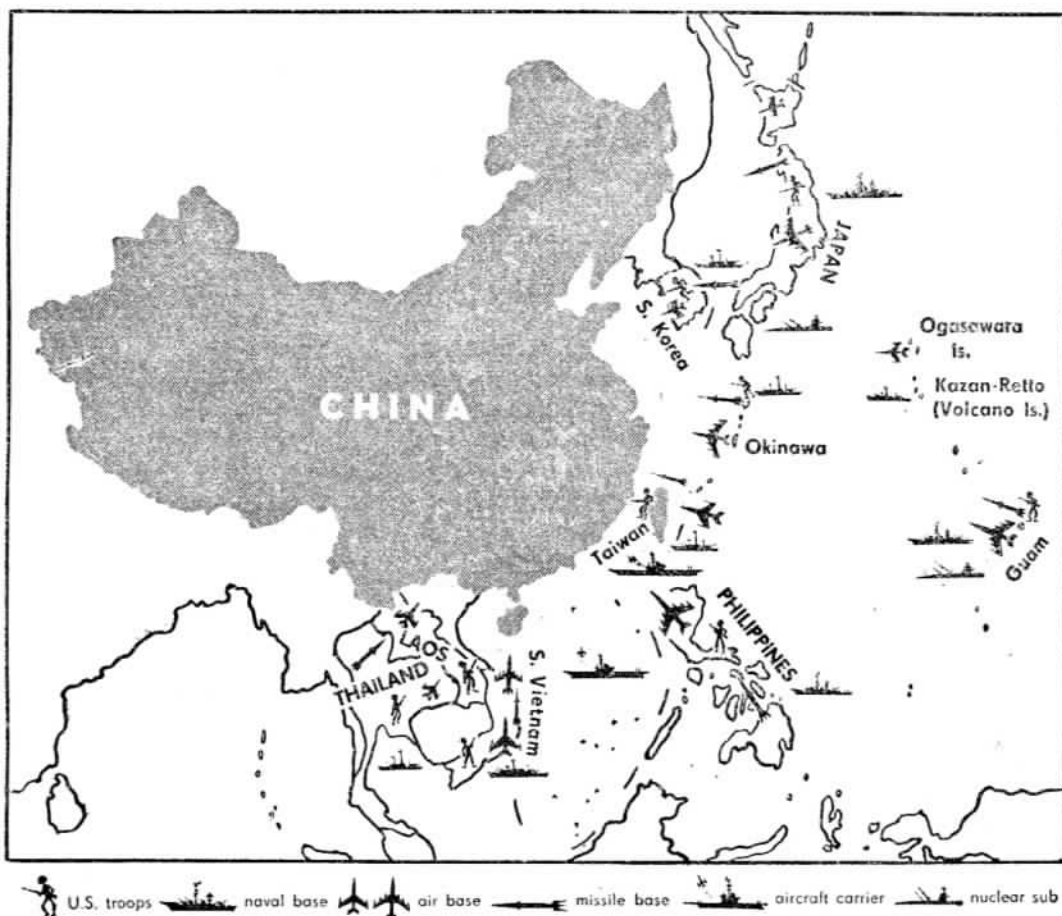 CHINA
JAPAN
S. Korea
Ogasawara
Is.
Kazan-Retto
(Volcano Is.)
Okinawa
Taiwan
Guam
PHILIPPINES
LAOS
THAILAND
S. Vietnam
U.S. troops naval base air base missile base aircraft carrier nuclear sub